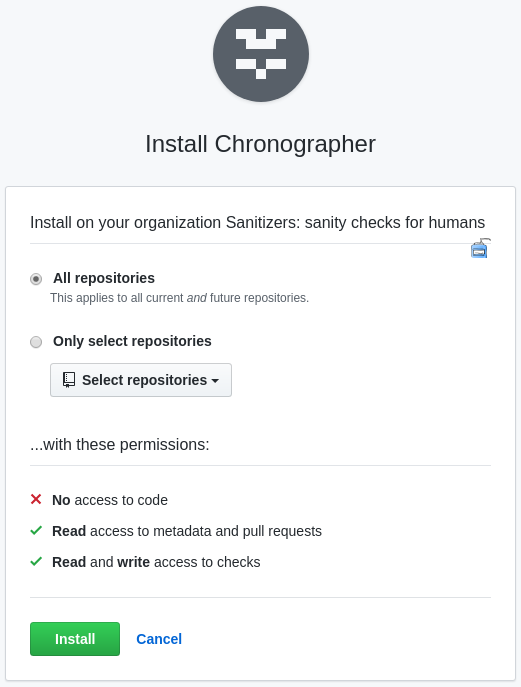 Install Chronographer
Install on your organization Sanitizers: sanity checks for humans
All repositories
This applies to all current and future repositories.
Only select repositories
Select repositories
...with these permissions:
No access to code
Read access to metadata and pull requests
Read and write access to checks
Install Cancel